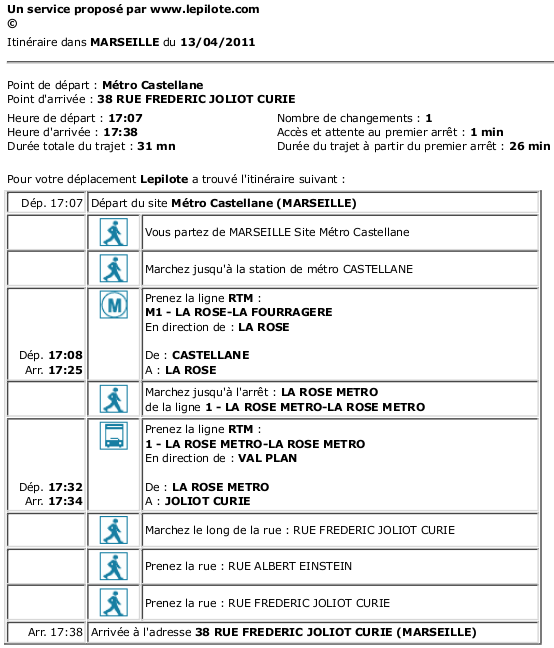 Un service proposé par www.lepilote.com
©
Itinéraire dans MARSEILLE du 13/04/2011
Point de départ : Métro Castellane
Point d'arrivée : 38 RUE FREDERIC JOLIOT CURIE
Heure de départ : 17:07 Nombre de changements : 1
Heure d'arrivée : 17:38 Accès et attente au premier arrêt : 1 min
Durée totale du trajet : 31 mn Durée du trajet à partir du premier arrêt : 26 min
Pour votre déplacement Lepilote a trouvé l'itinéraire suivant :
Dép. 17:07 Départ du site Métro Castellane (MARSEILLE)
Vous partez de MARSEILLE Site Métro Castellane
Marchez jusqu'à la station de métro CASTELLANE
M Prenez la ligne RTM :
M1 - LA ROSE-LA FOURRAGERE
En direction de : LA ROSE
Dép. 17:08 De : CASTELLANE
Arr. 17:25 A : LA ROSE
Marchez jusqu'à l'arrêt : LA ROSE METRO
de la ligne 1 - LA ROSE METRO-LA ROSE METRO
Prenez la ligne RTM :
1 - LA ROSE METRO-LA ROSE METRO
En direction de : VAL PLAN
Dép. 17:32 De : LA ROSE METRO
Arr. 17:34 A : JOLIOT CURIE
Marchez le long de la rue : RUE FREDERIC JOLIOT CURIE
Prenez la rue : RUE ALBERT EINSTEIN
Prenez la rue : RUE FREDERIC JOLIOT CURIE
Arr. 17:38 Arrivée à l'adresse 38 RUE FREDERIC JOLIOT CURIE (MARSEILLE)